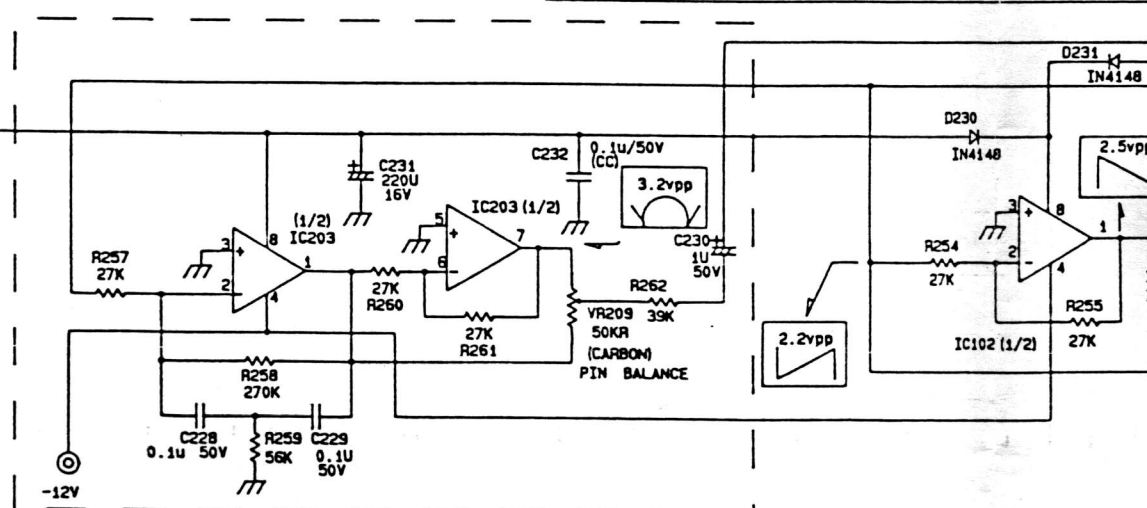 D231
IN4148
D230
IN4148
C232
0.1u/50V
(CC)
C231
220U
16V
3.2vpp
2.5vpp
(1/2)
IC203
IC203 (1/2)
5
6
7
+
-
3
2
8
1
4
+
-
R257
27K
27K
R260
27K
R261
C230
1U
50V
R262
39K
VR209
50KR
(CARBON)
PIN BALANCE
R258
270K
C228
0.1u 50V
R259
56K
C229
0.1U
50V
-12V
2.2vpp
R254
27K
3
2
8
1
4
+
-
R255
27K
IC102 (1/2)